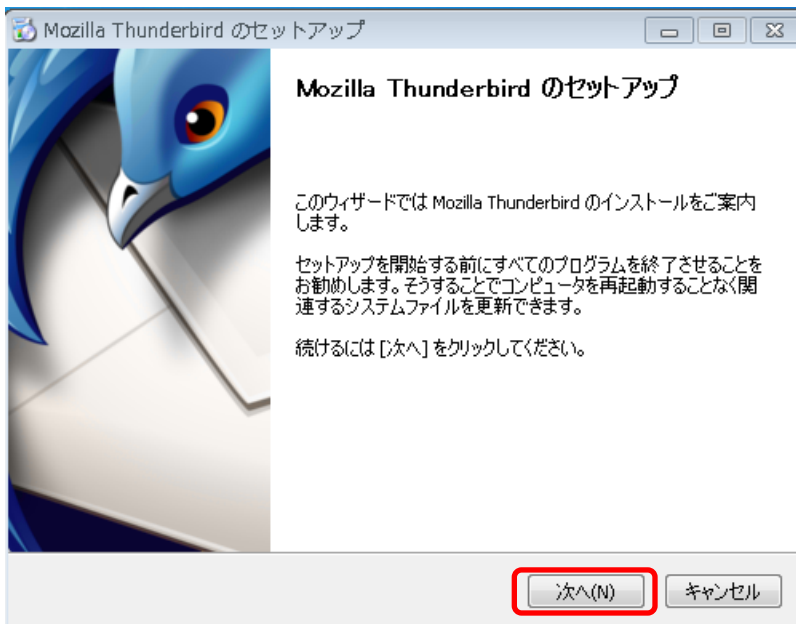 Mozilla Thunderbird のセットアップ
Mozilla Thunderbird のセットアップ
このウィザードでは Mozilla Thunderbird のインストールをご案内
します。
セットアップを開始する前にすべてのプログラムを終了させることを
お勧めします。そうすることでコンピュータを再起動することなく関
連するシステムファイルを更新できます。
続けるには [次へ] をクリックしてください。
次へ(N)
キャンセル